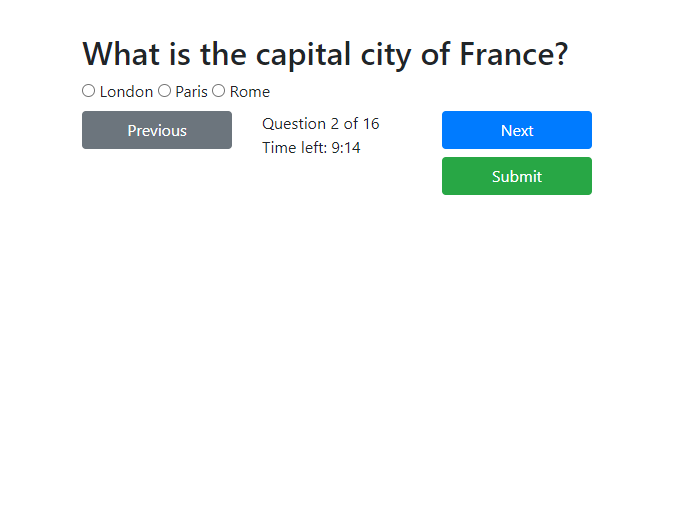 What is the capital city of France?
London Paris Rome
Previous
Question 2 of 16
Time left: 9:14
Next
Submit